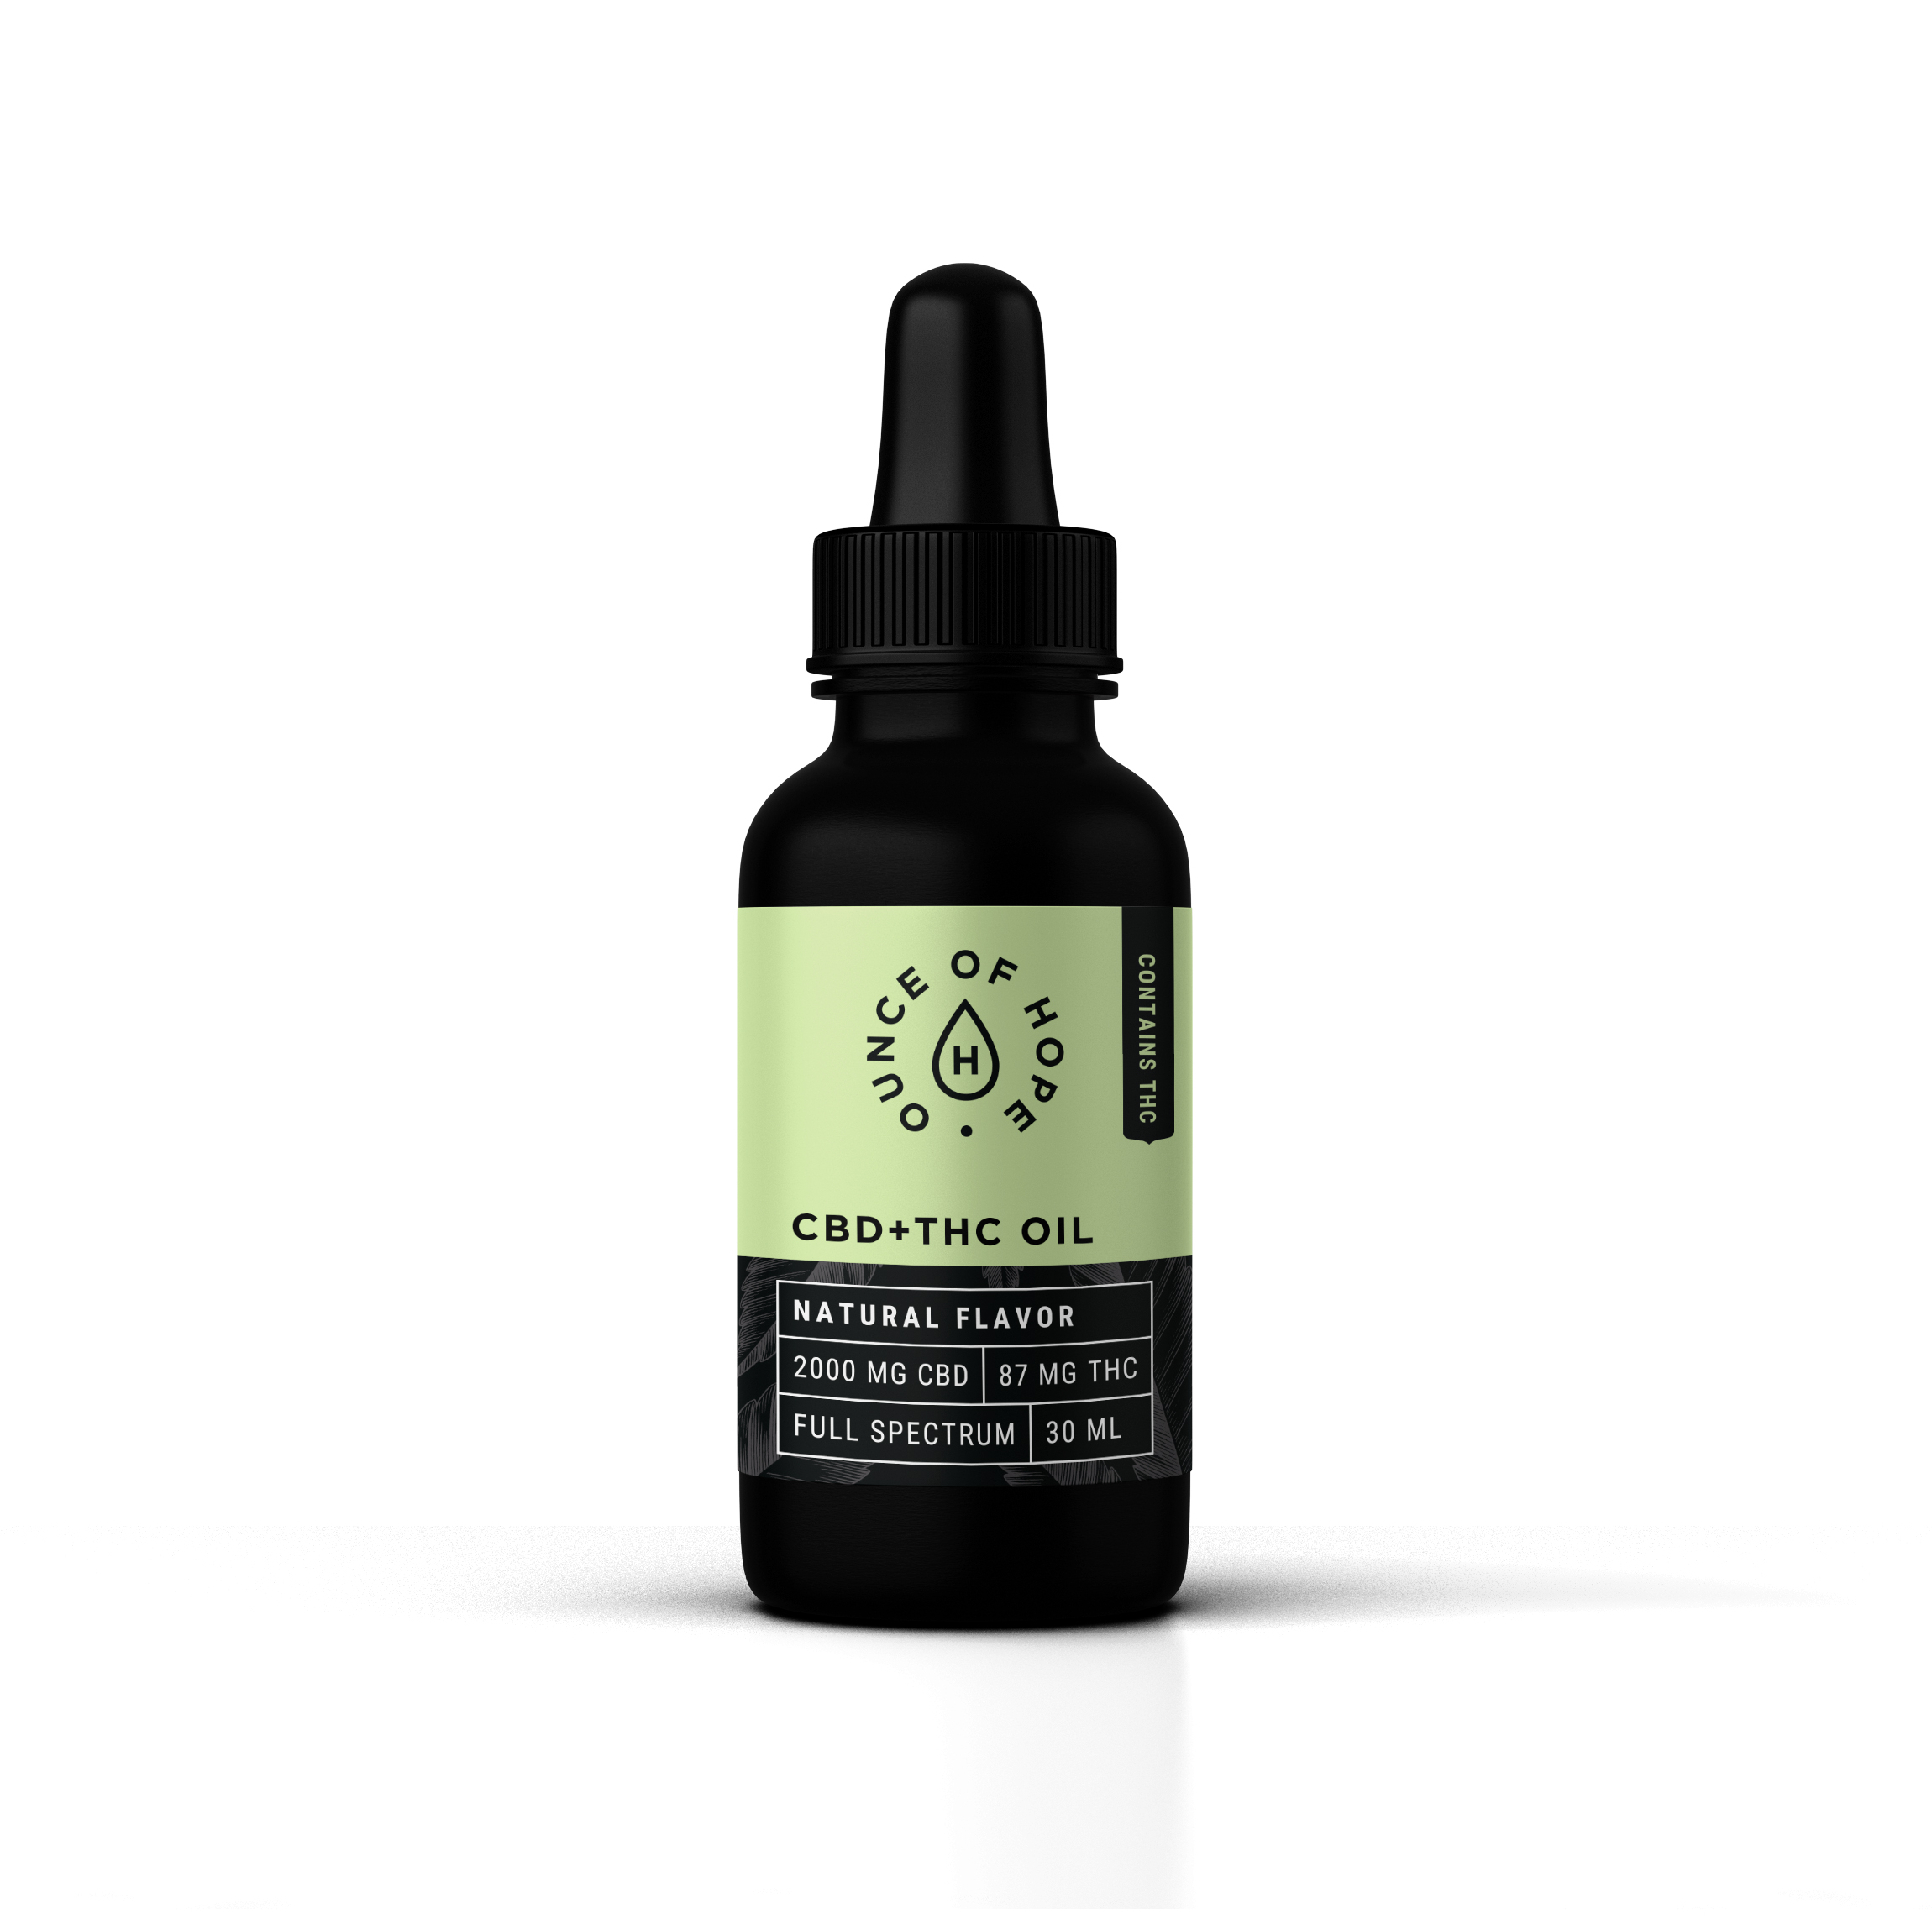 OUNCE OF HOPE
H
CONTAINS THC
CBD+THC OIL
NATURAL FLAVOR
2000 MG CBD 87 MG THC
FULL SPECTRUM 30 ML